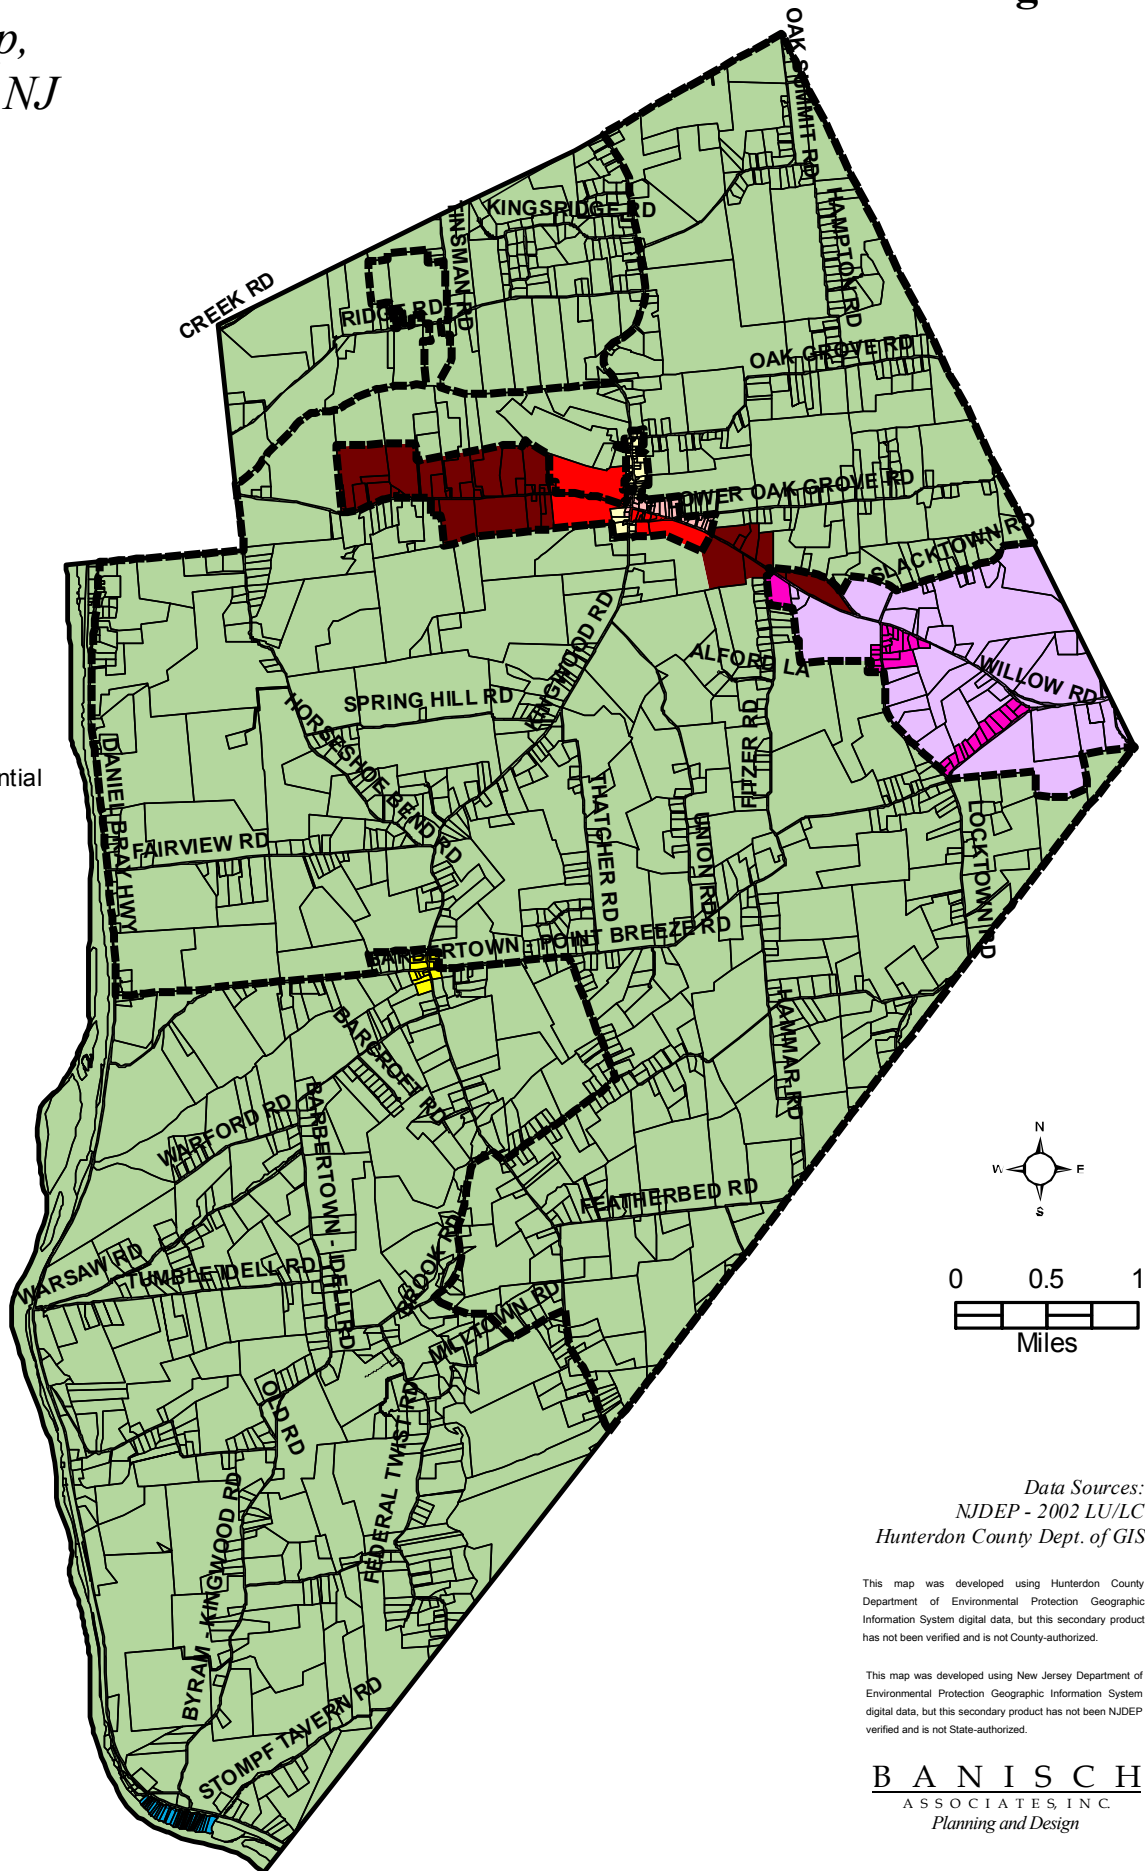 p,
NJ
g
OAK SUMMIT RD
KINGSRIDGE RD
HAMPTON RD
CREEK RD
RIDGE RD
OAK GROVE RD
LOWER OAK GROVE RD
SLACKTOWN RD
KINGWOOD RD
ALFORD LA
WILLOW RD
SPRING HILL RD
HORSESHOE BEND RD
FITZER RD
DANIEL BRAY HWY
ntial
THATCHER RD
UNION RD
LOCKTOWN RD
FAIRVIEW RD
BARBERTOWN - POINT BREEZE RD
BARCROFT RD
HAMMAR RD
WARFORD RD
BARBERTOWN - IDELL RD
FEATHERBED RD
BROOK RD
WARSAW RD
TUMBLE IDELL RD
MILLTOWN RD
OLD RD
FEDERAL TWIST RD
BYRAM - KINGWOOD RD
STOMPF TAVERN RD
N
W E
S
0 0.5 1
Miles
Data Sources:
NJDEP - 2002 LU/LC
Hunterdon County Dept. of GIS
This map was developed using Hunterdon County
Department of Environmental Protection Geographic
Information System digital data, but this secondary product
has not been verified and is not County-authorized.
This map was developed using New Jersey Department of
Environmental Protection Geographic Information System
digital data, but this secondary product has not been NJDEP
verified and is not State-authorized.
BANISCH
ASSOCIATES, INC.
Planning and Design